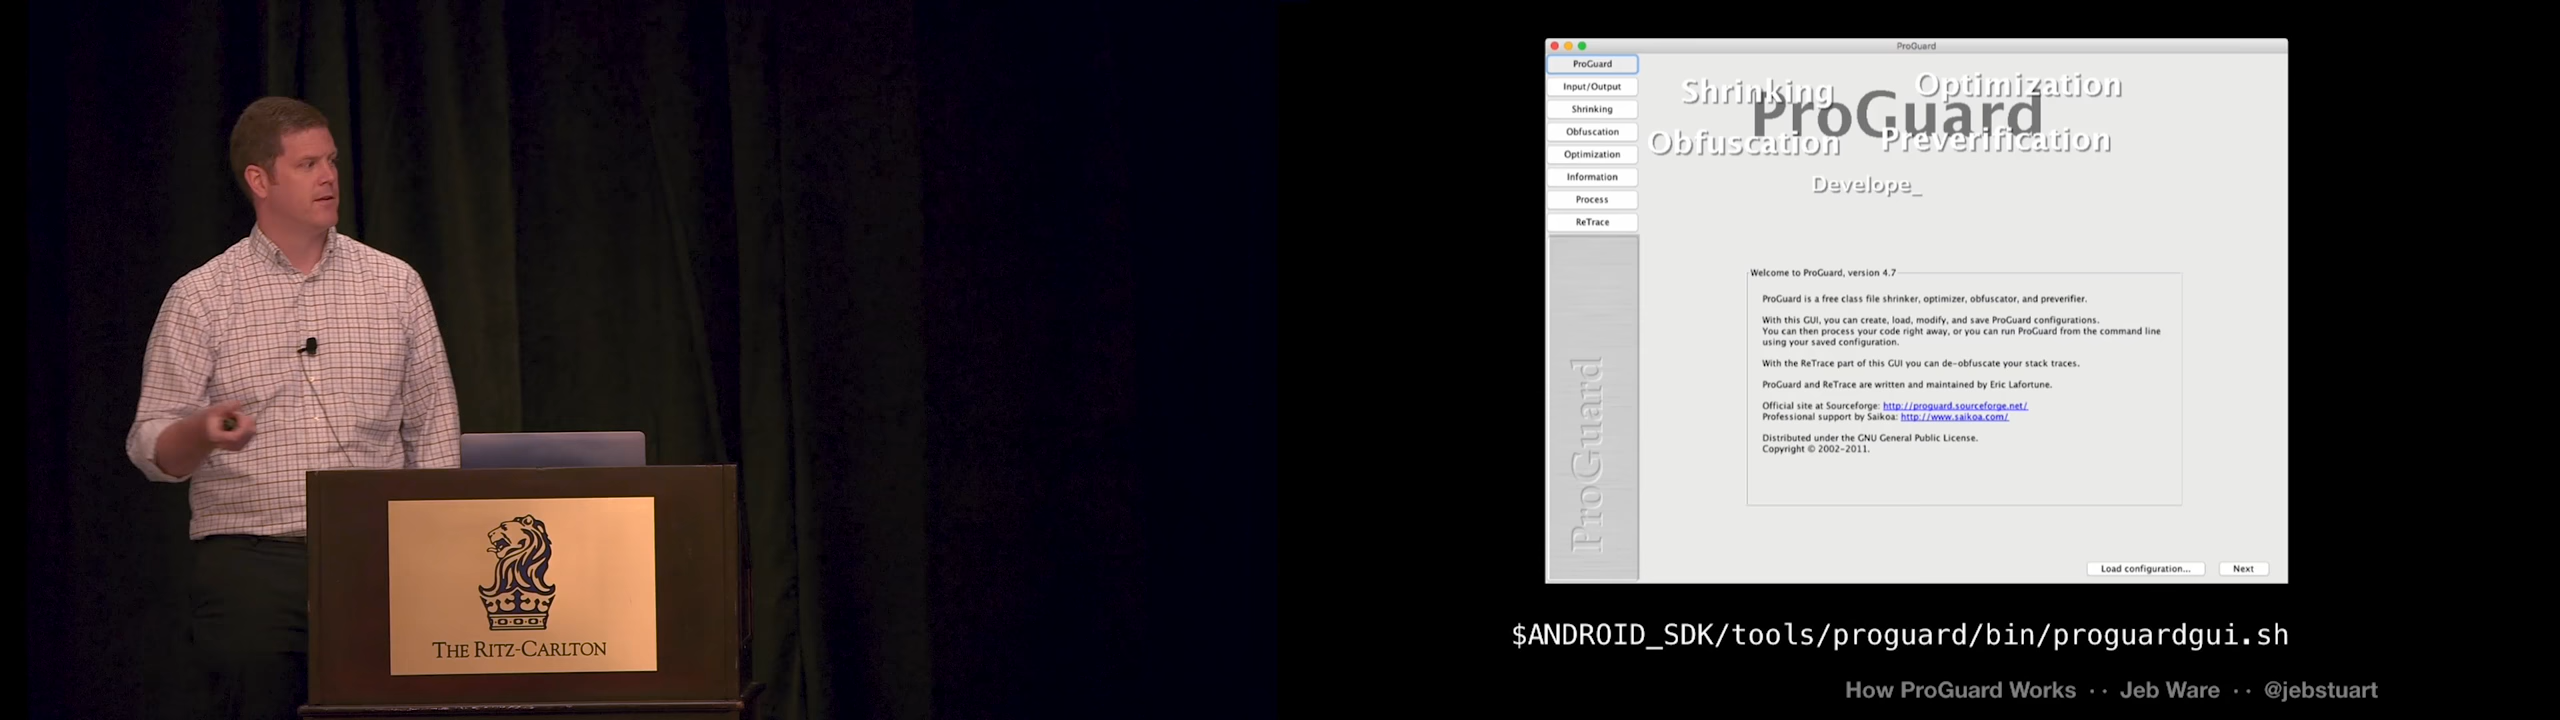 THE RITZ-CARLTON
ProGuard
ProGuard
Input/Output
Shrinking
Obfuscation
Optimization
Information
Process
ReTrace
ProGuard
Shrinking
Optimization
ProGuard
Obfuscation
Preverification
Develope_
Welcome to ProGuard, version 4.7
ProGuard is a free class file shrinker, optimizer, obfuscator, and preverifier.
With this GUI, you can create, load, modify, and save ProGuard configurations.
You can then process your code right away, or you can run ProGuard from the command line
using your saved configuration.
With the ReTrace part of this GUI you can de-obfuscate your stack traces.
ProGuard and ReTrace are written and maintained by Eric Lafortune.
Official site at Sourceforge: http://proguard.sourceforge.net/
Professional support by Saikoa: http://www.saikoa.com/
Distributed under the GNU General Public License.
Copyright © 2002-2011.
Load configuration...
Next
$ANDROID_SDK/tools/proguard/bin/proguardgui.sh
How ProGuard Works ·· Jeb Ware ·· @jebstuart